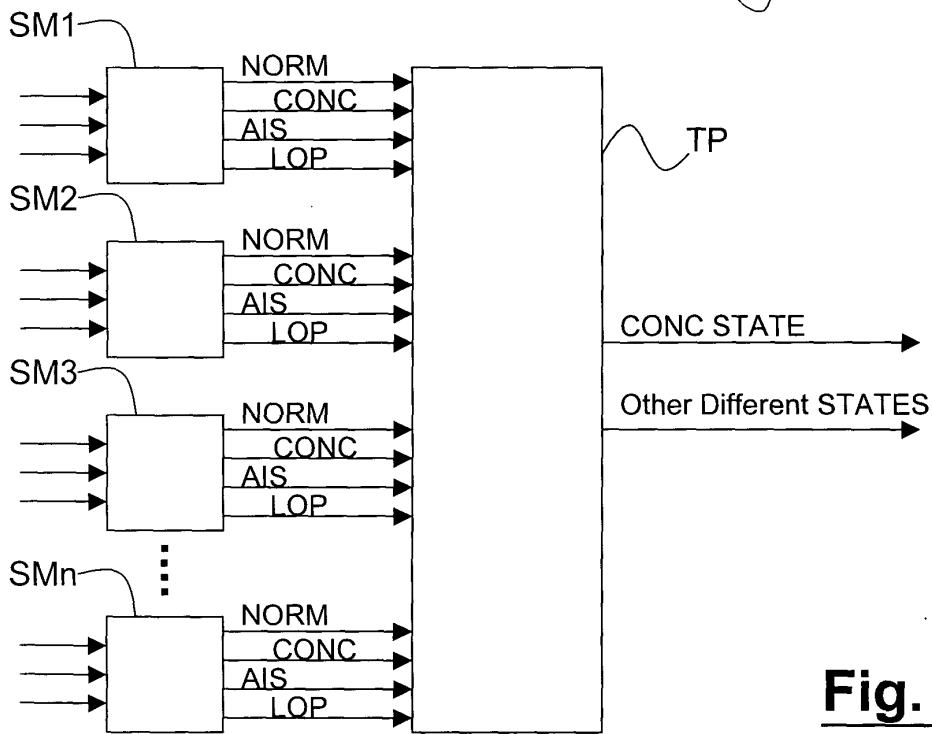 SM1
NORM
CONC
AIS
LOP
TP
SM2
NORM
CONC
AIS
LOP
CONC STATE
SM3
Other Different STATES
NORM
CONC
AIS
LOP
SMn
NORM
CONC
AIS
LOP
Fig.